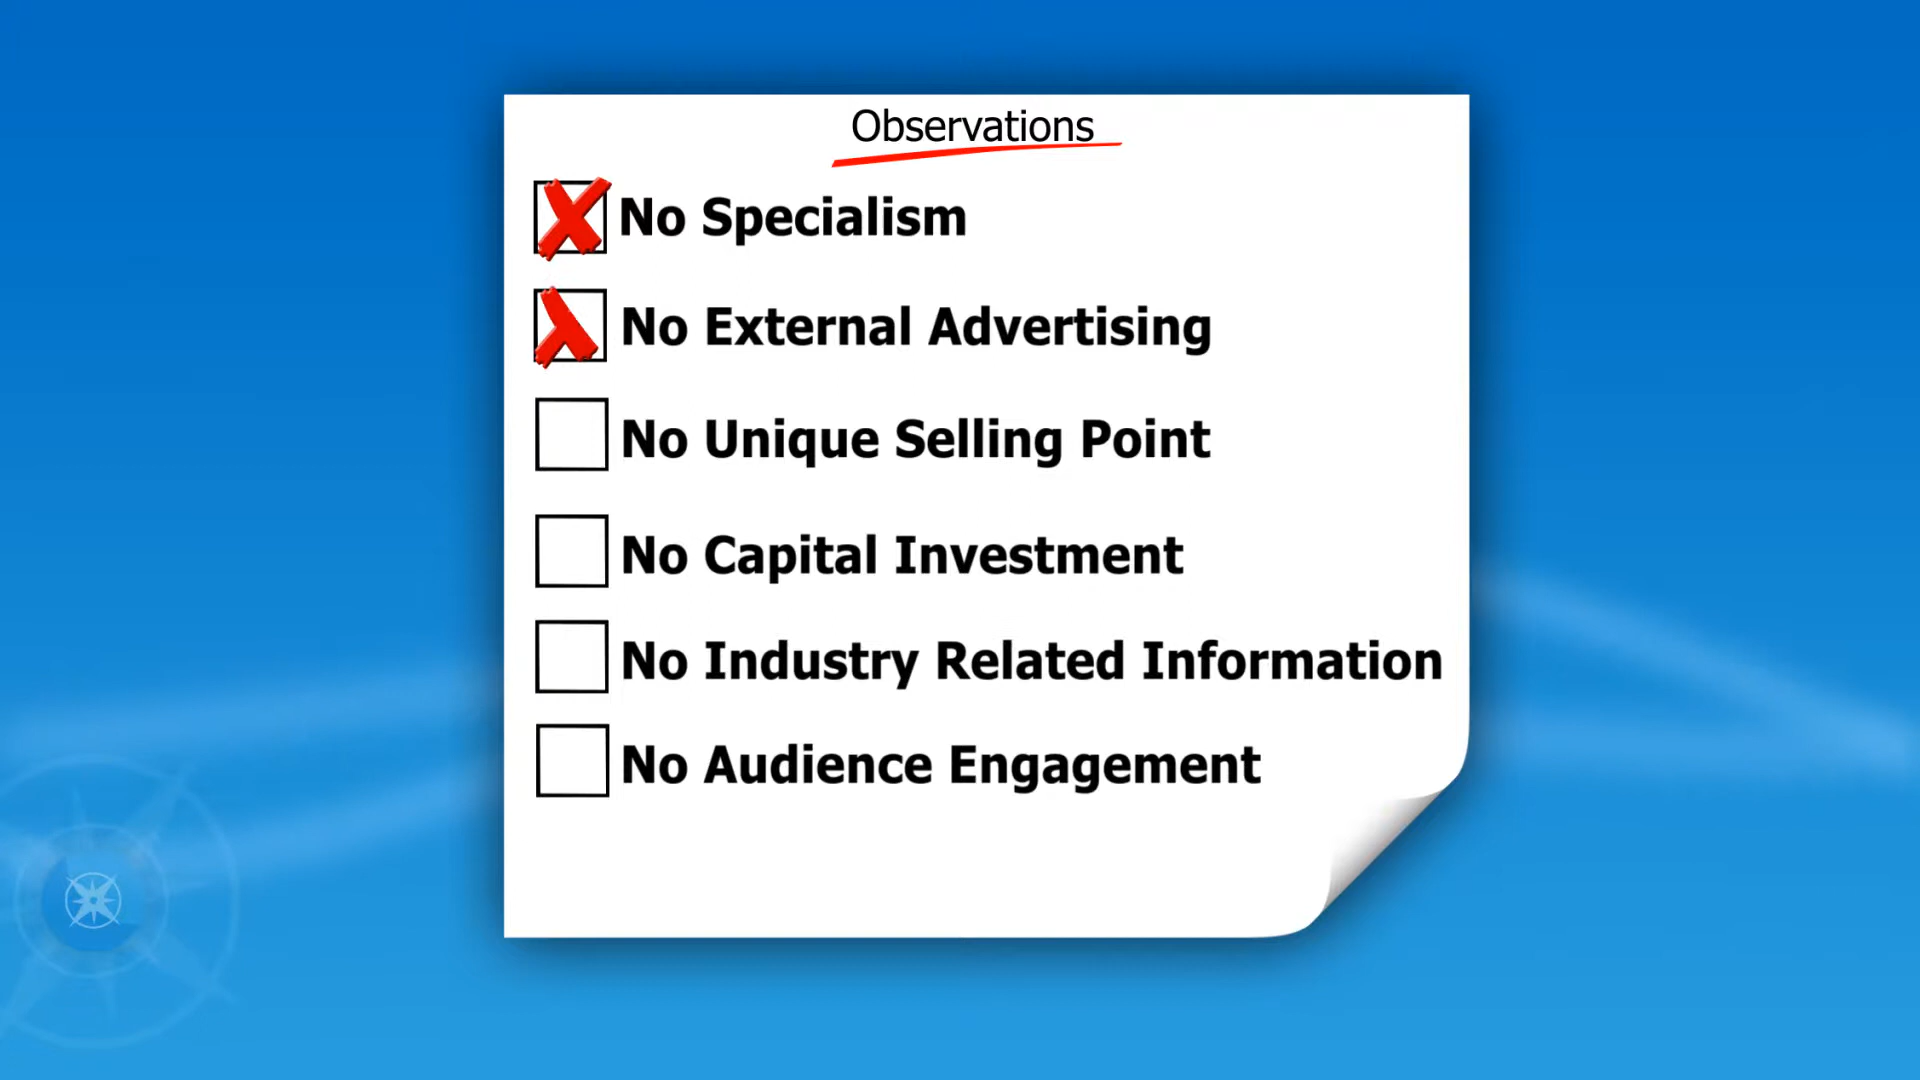 Observations
No Specialism
No External Advertising
No Unique Selling Point
No Capital Investment
No Industry Related Information
No Audience Engagement